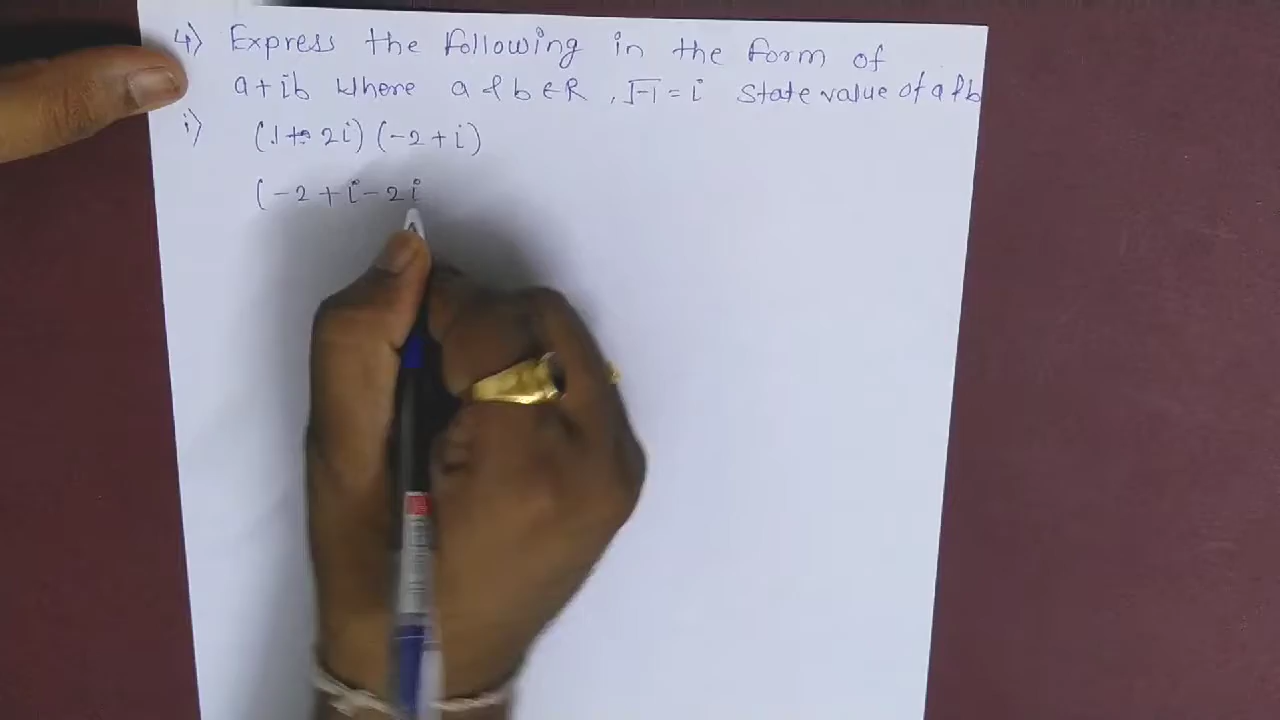 4) Express the following in the form of
a+ib where a & b ∈ R , √-1 = i State value of a & b
i) (1+ 2i) (-2+i)
(-2+i-2i